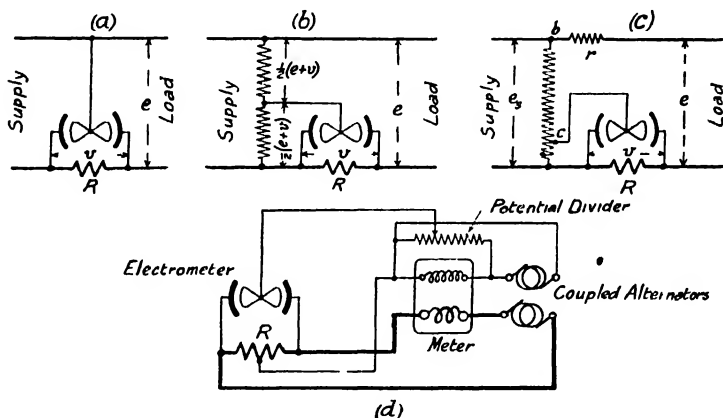 (a)
Supply
e
Load
v
R
(b)
Supply
½(e+v)
½(e+v)
e
Load
v
R
(c)
b
r
Supply
eₛ
c
e
Load
v
R
Potential Divider
Electrometer
Coupled Alternators
R
Meter
(d)